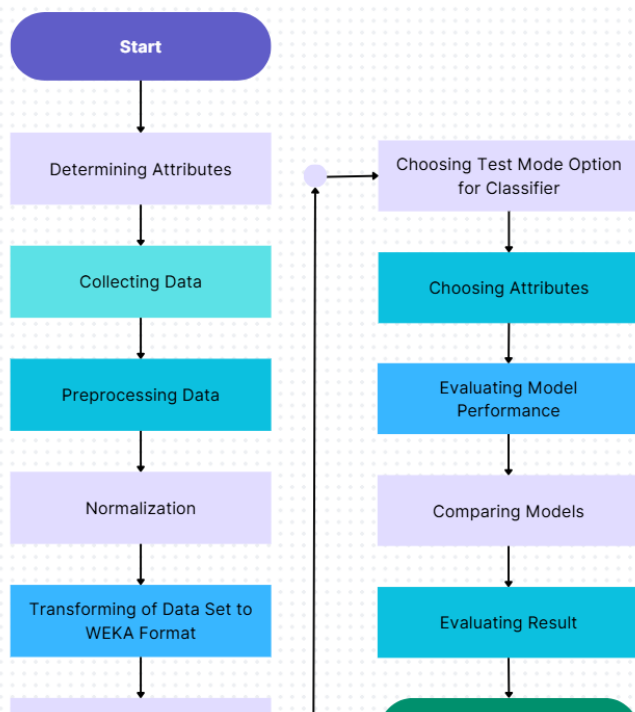 Start
Determining Attributes
Collecting Data
Preprocessing Data
Normalization
Transforming of Data Set to
WEKA Format
Choosing Test Mode Option
for Classifier
Choosing Attributes
Evaluating Model
Performance
Comparing Models
Evaluating Result